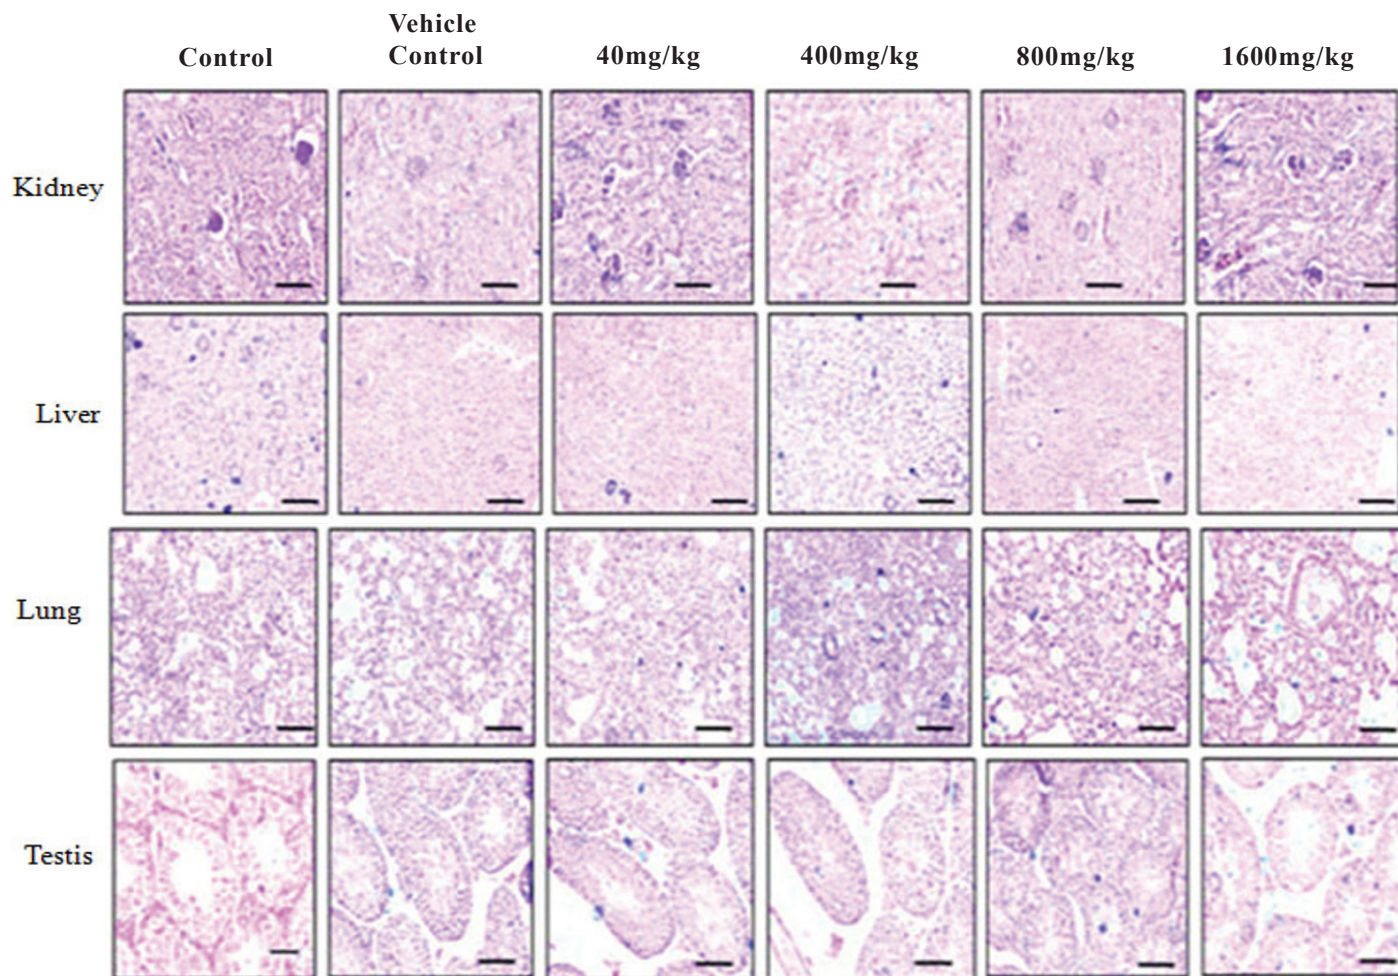 Control
Vehicle
Control
40mg/kg
400mg/kg
800mg/kg
1600mg/kg
Kidney
Liver
Lung
Testis